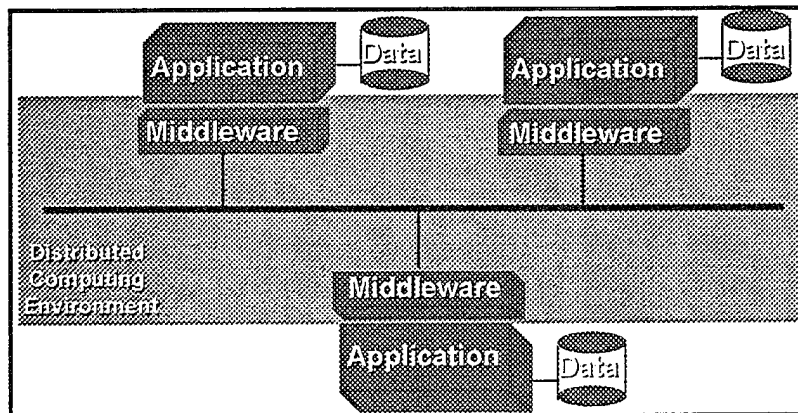 Application
Data
Application
Data
Middleware
Middleware
Distributed
Computing
Environment
Middleware
Application
Data